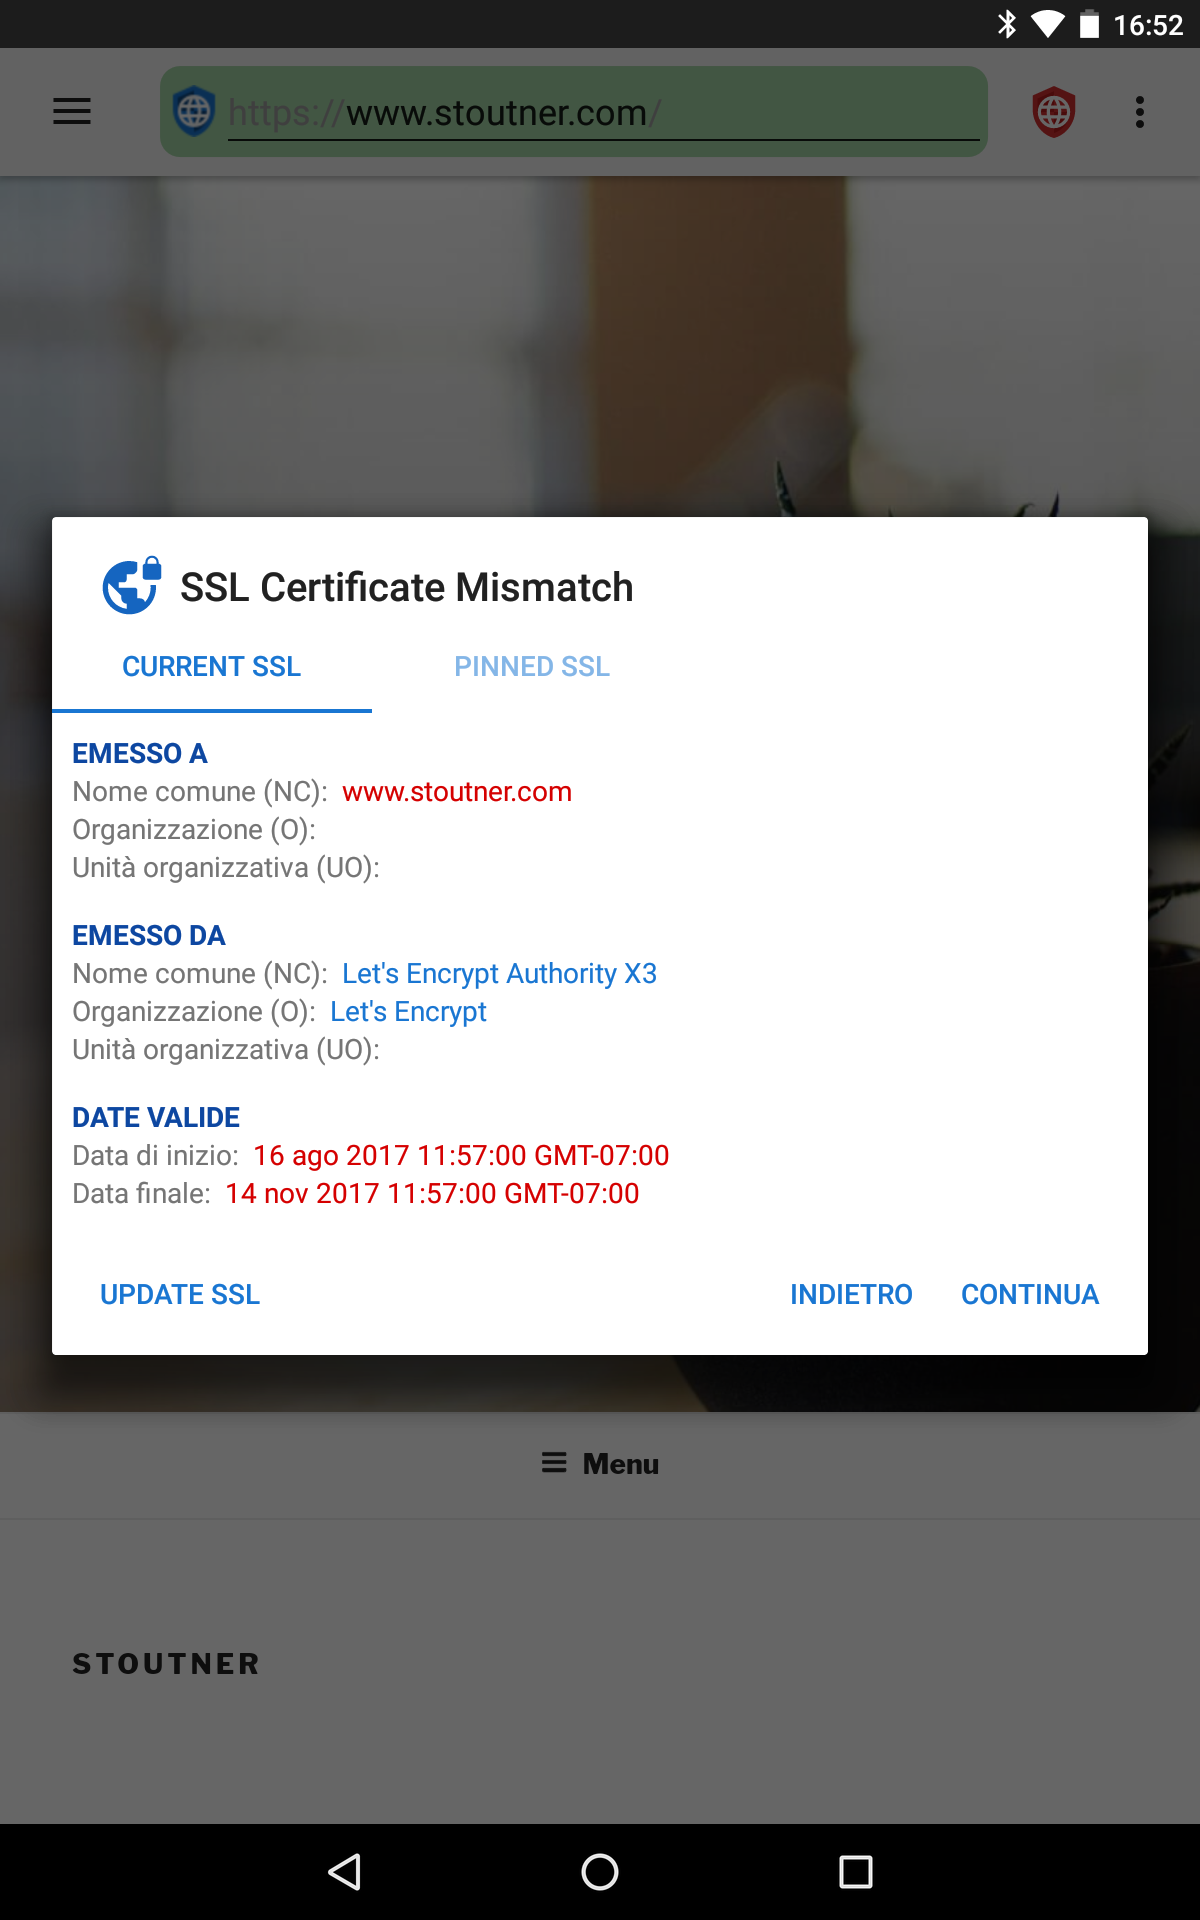 16:52
https://www.stoutner.com/
SSL Certificate Mismatch
CURRENT SSL
PINNED SSL
EMESSO A
Nome comune (NC): www.stoutner.com
Organizzazione (O):
Unità organizzativa (UO):
EMESSO DA
Nome comune (NC): Let's Encrypt Authority X3
Organizzazione (O): Let's Encrypt
Unità organizzativa (UO):
DATE VALIDE
Data di inizio: 16 ago 2017 11:57:00 GMT-07:00
Data finale: 14 nov 2017 11:57:00 GMT-07:00
UPDATE SSL
INDIETRO
CONTINUA
Menu
STOUTNER